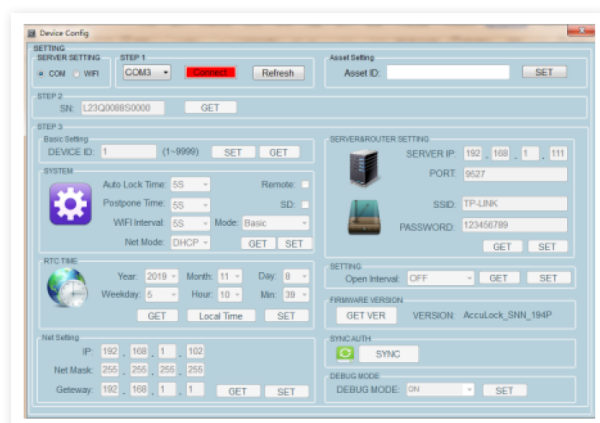 Device Config
SETTING
SERVER SETTING
COM WIFI
STEP 1
COM3 Connect Refresh
Asset Setting
Asset ID: SET
STEP 2
SN: L23Q0088S0000 GET
STEP 3
Basic Setting
DEVICE ID: 1 (1~9999) SET GET
SYSTEM
Auto Lock Time: 5S Remote:
Postpone Time: 5S SD:
WIFI Interval: 5S Mode: Basic
Net Mode: DHCP GET SET
RTC TIME
Year: 2019 Month: 11 Day: 8
Weekday: 5 Hour: 10 Min: 39
GET Local Time SET
Net Setting
IP: 192 . 168 . 1 . 102
Net Mask: 255 . 255 . 255 . 255
Geteway: 192 . 168 . 1 . 1 GET SET
SERVER&ROUTER SETTING
SERVER IP: 192 . 168 . 1 . 111
PORT: 9527
SSID: TP-LINK
PASSWORD: 123456789
GET SET
SETTING
Open Interval: OFF GET SET
FIRMWARE VERSION
GET VER VERSION: AccuLock_SNN_194P
SYNC AUTH
SYNC
DEBUG MODE
DEBUG MODE: ON SET